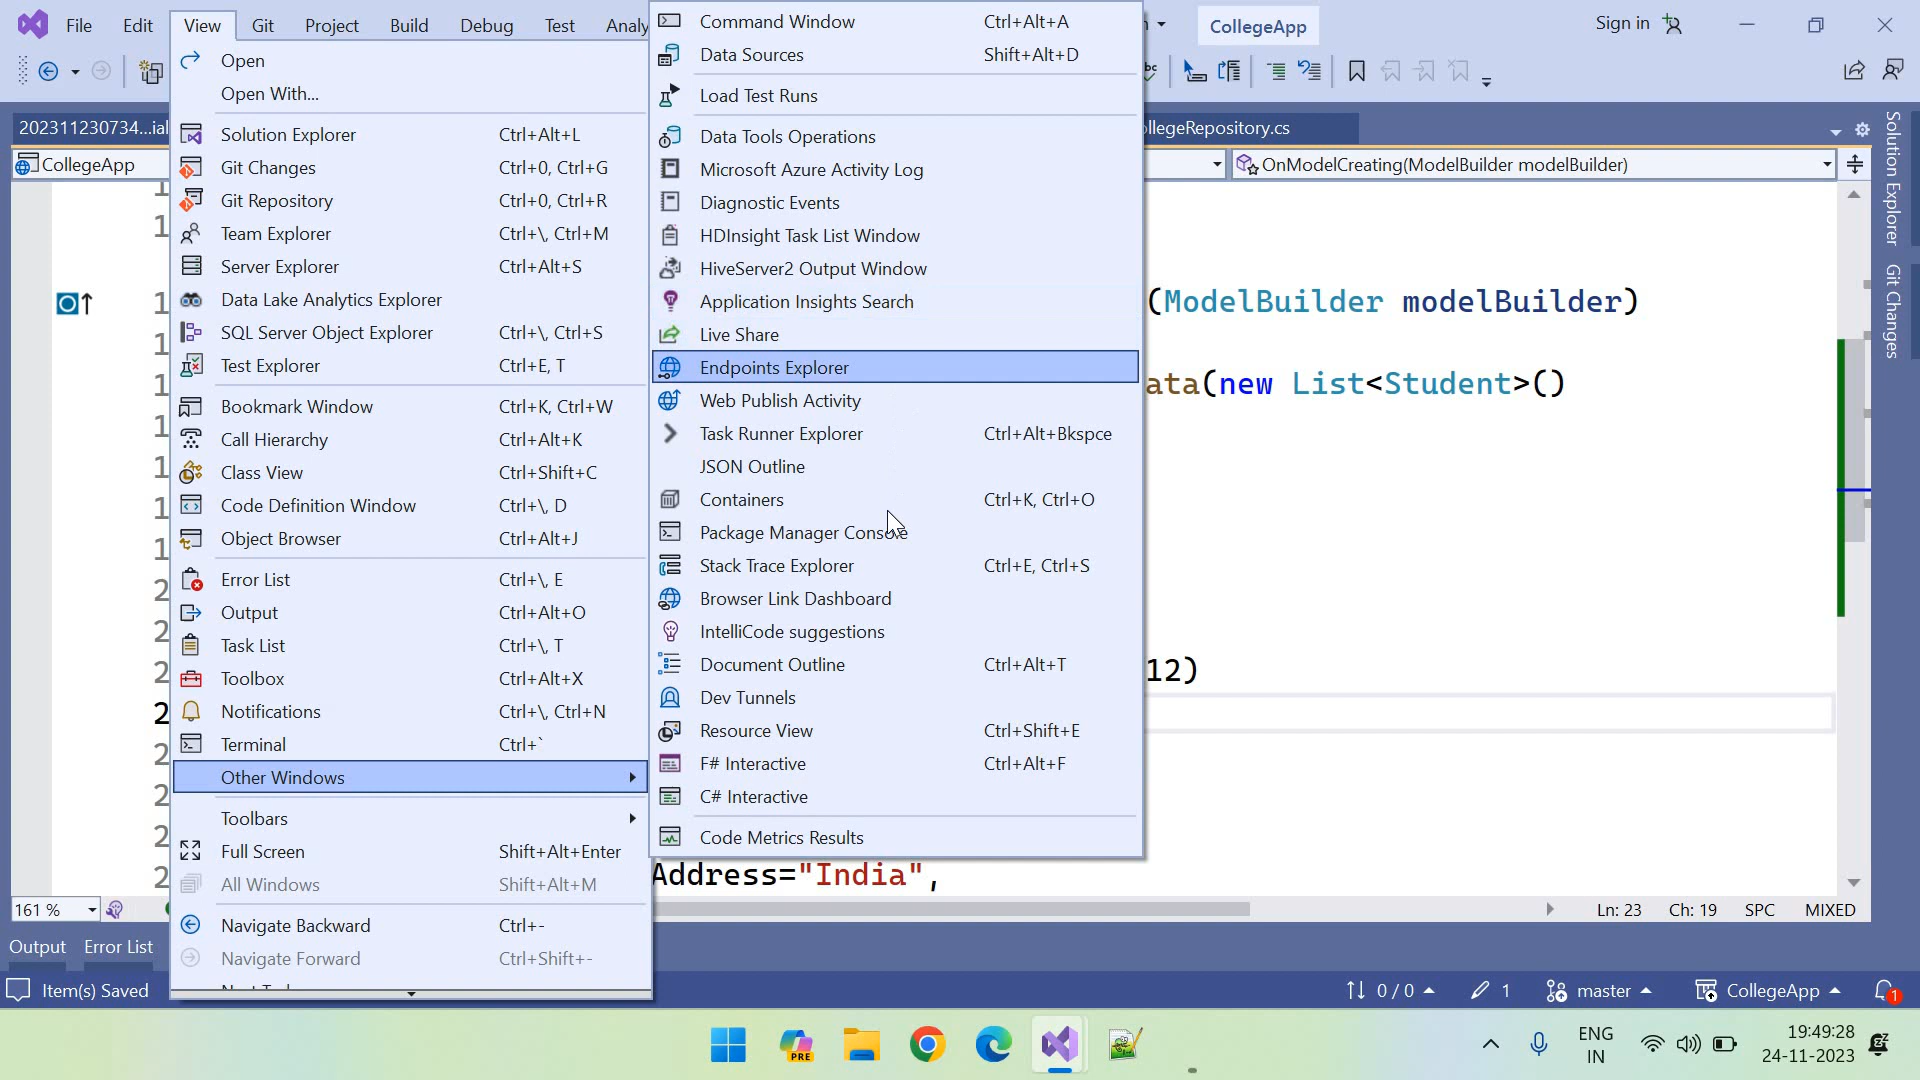 File Edit View Git Project Build Debug Test Analy
CollegeApp
Sign in
Open
Open With...
Solution Explorer Ctrl+Alt+L
Git Changes Ctrl+0, Ctrl+G
Git Repository Ctrl+0, Ctrl+R
Team Explorer Ctrl+\, Ctrl+M
Server Explorer Ctrl+Alt+S
Data Lake Analytics Explorer
SQL Server Object Explorer Ctrl+\, Ctrl+S
Test Explorer Ctrl+E, T
Bookmark Window Ctrl+K, Ctrl+W
Call Hierarchy Ctrl+Alt+K
Class View Ctrl+Shift+C
Code Definition Window Ctrl+\, D
Object Browser Ctrl+Alt+J
Error List Ctrl+\, E
Output Ctrl+Alt+O
Task List Ctrl+\, T
Toolbox Ctrl+Alt+X
Notifications Ctrl+\, Ctrl+N
Terminal Ctrl+`
Other Windows
Toolbars
Full Screen Shift+Alt+Enter
All Windows Shift+Alt+M
Navigate Backward Ctrl+-
Navigate Forward Ctrl+Shift+-
Command Window Ctrl+Alt+A
Data Sources Shift+Alt+D
Load Test Runs
Data Tools Operations
Microsoft Azure Activity Log
Diagnostic Events
HDInsight Task List Window
HiveServer2 Output Window
Application Insights Search
Live Share
Endpoints Explorer
Web Publish Activity
Task Runner Explorer Ctrl+Alt+Bkspce
JSON Outline
Containers Ctrl+K, Ctrl+O
Package Manager Console
Stack Trace Explorer Ctrl+E, Ctrl+S
Browser Link Dashboard
IntelliCode suggestions
Document Outline Ctrl+Alt+T
Dev Tunnels
Resource View Ctrl+Shift+E
F# Interactive Ctrl+Alt+F
C# Interactive
Code Metrics Results
202311230734...ial
llegeRepository.cs
CollegeApp
OnModelCreating(ModelBuilder modelBuilder)
(ModelBuilder modelBuilder)
ata(new List<Student>()
12)
Address="India",
Solution Explorer
Git Changes
161 %
Ln: 23 Ch: 19 SPC MIXED
Output Error List
Item(s) Saved
0 / 0 1 master CollegeApp 1
PRE
ENG
IN
19:49:28
24-11-2023